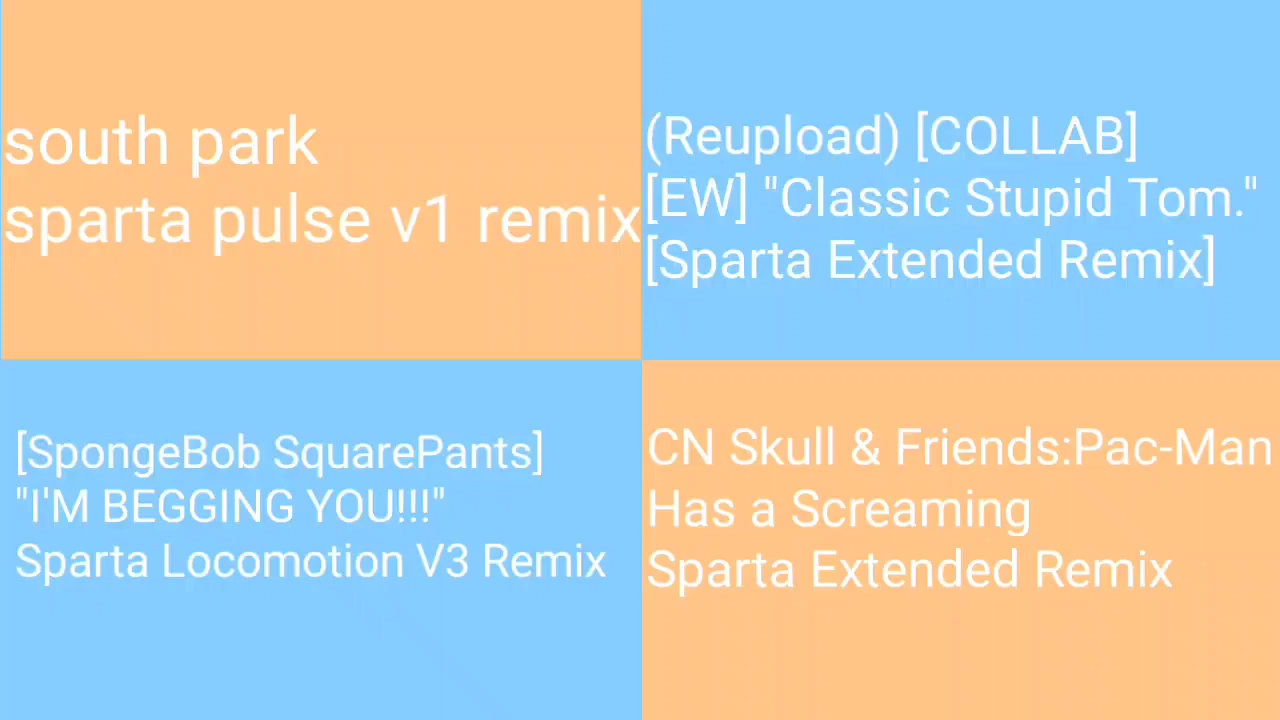 south park
sparta pulse v1 remix
(Reupload) [COLLAB]
[EW] "Classic Stupid Tom."
[Sparta Extended Remix]
[SpongeBob SquarePants]
"I'M BEGGING YOU!!!"
Sparta Locomotion V3 Remix
CN Skull & Friends:Pac-Man
Has a Screaming
Sparta Extended Remix